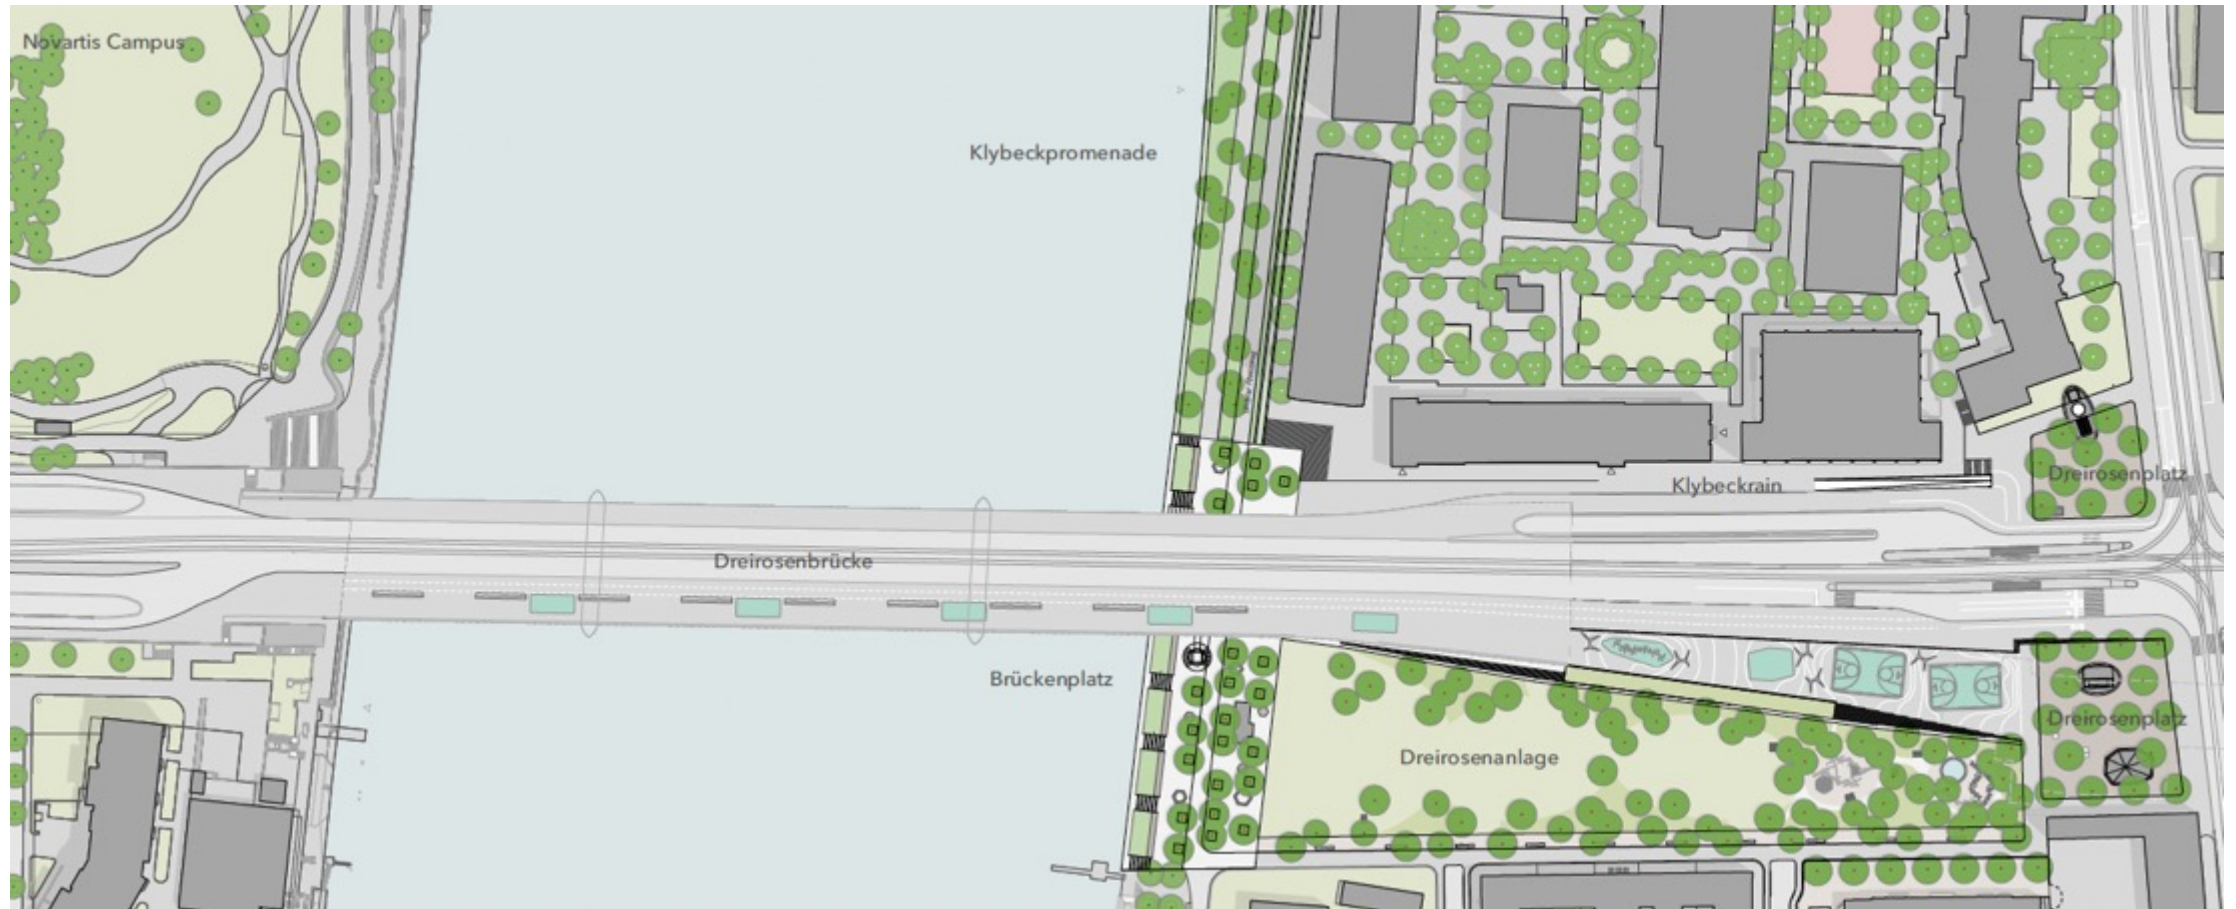 Novartis Campus
Klybeckpromenade
Dreirosenplatz
Klybeckrain
Dreirosenbrücke
Brückenplatz
Dreirosenplatz
Dreirosenanlage